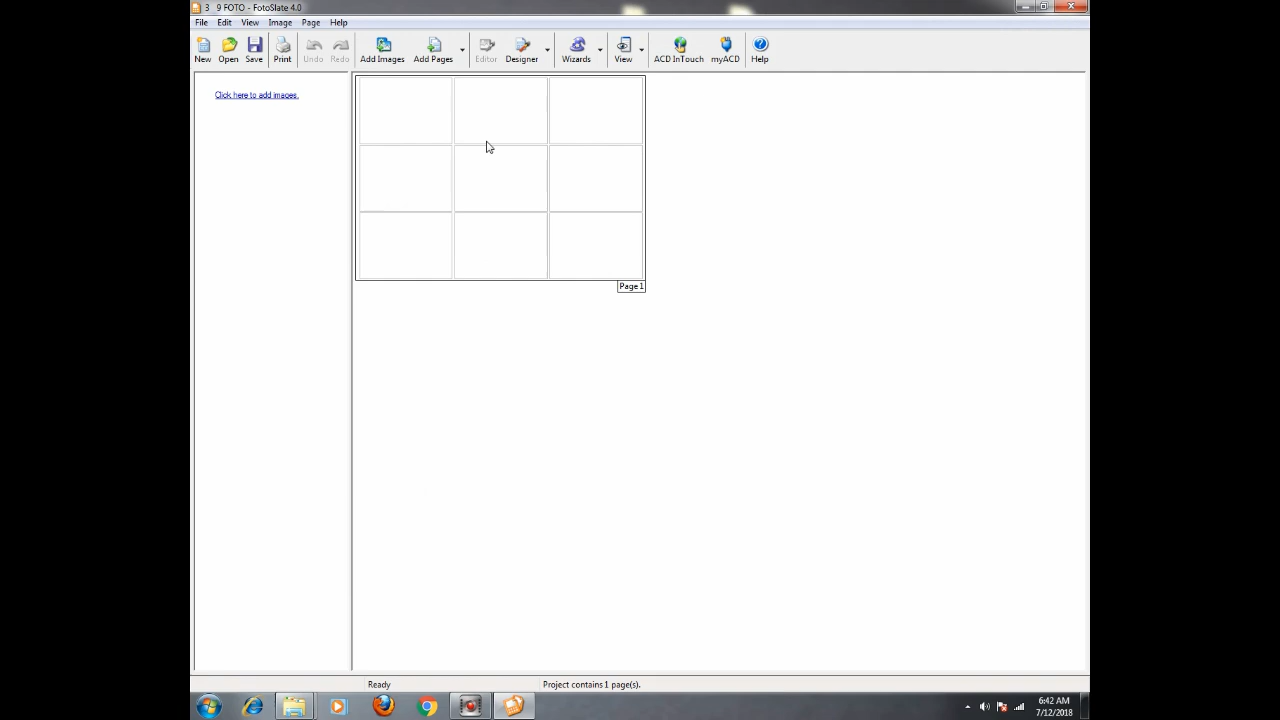 3 9 FOTO - FotoSlate 4.0
File Edit View Image Page Help
New Open Save Print Undo Redo Add Images Add Pages Editor Designer Wizards View ACD InTouch myACD Help
Click here to add images.
Page 1
Ready Project contains 1 page(s).
6:42 AM
7/12/2018